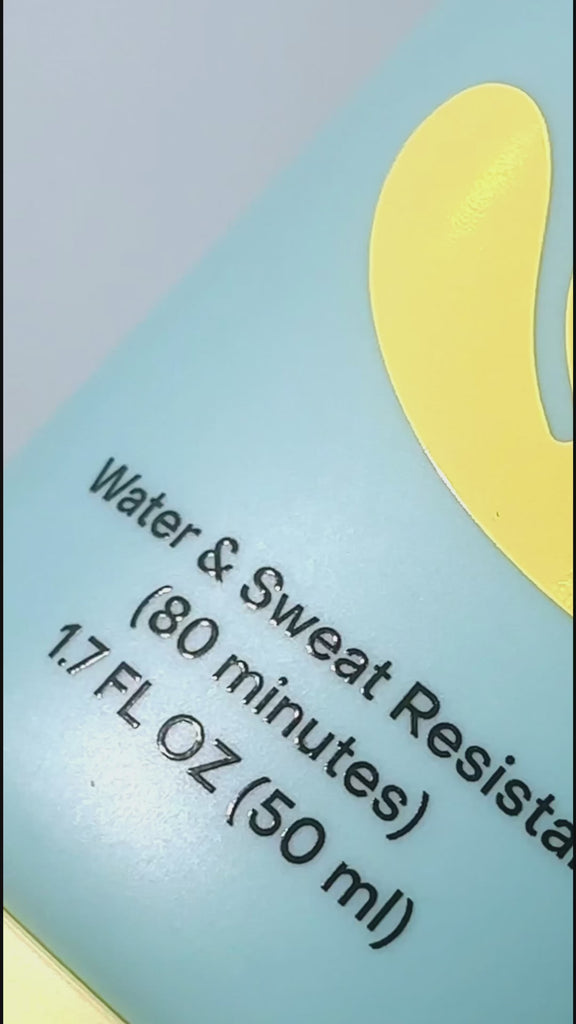 Water & Sweat Resista
(80 minutes)
1.7 FL OZ (50 ml)